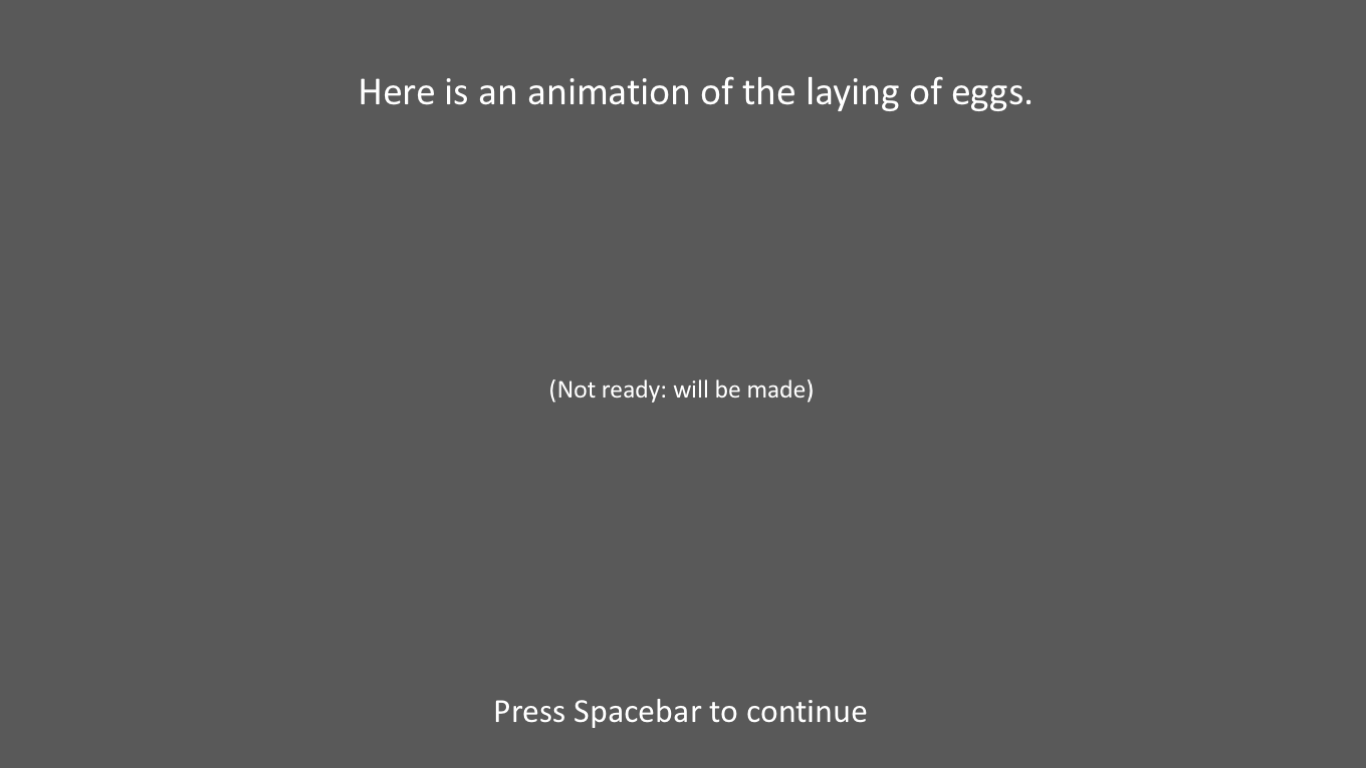 Here is an animation of the laying of eggs.
(Not ready: will be made)
Press Spacebar to continue